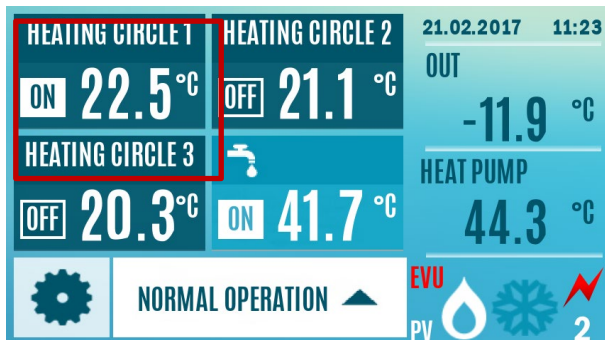 HEATING CIRCLE 1
ON 22.5 °C
HEATING CIRCLE 2
OFF 21.1 °C
HEATING CIRCLE 3
OFF 20.3 °C
ON 41.7 °C
NORMAL OPERATION
21.02.2017 11:23
OUT
-11.9 °C
HEAT PUMP
44.3 °C
EVU
PV
2